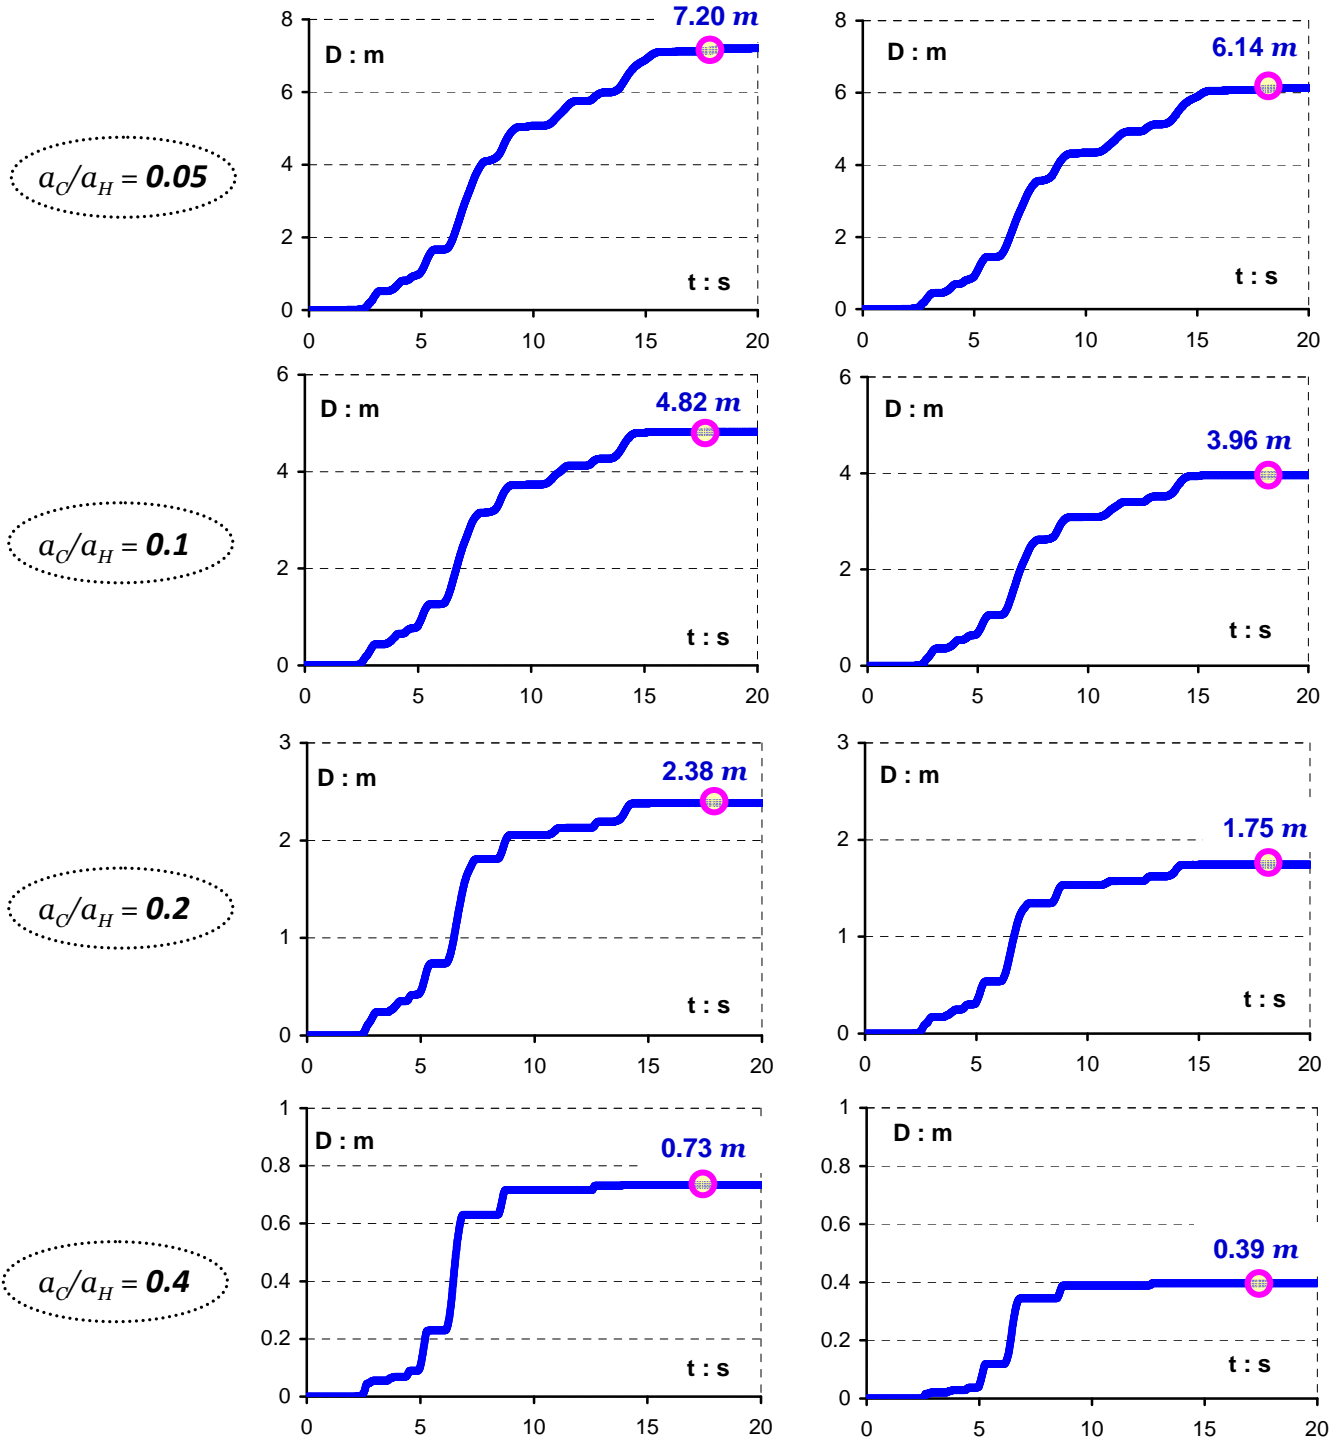 7.20 m
8
D : m
6
4
2
0
t : s
0 5 10 15 20
6.14 m
8
D : m
6
4
2
0
t : s
0 5 10 15 20
a_C/a_H = 0.05
4.82 m
6
D : m
4
2
0
t : s
0 5 10 15 20
3.96 m
6
D : m
4
2
0
t : s
0 5 10 15 20
a_C/a_H = 0.1
2.38 m
3
D : m
2
1
0
t : s
0 5 10 15 20
1.75 m
3
D : m
2
1
0
t : s
0 5 10 15 20
a_C/a_H = 0.2
0.73 m
1
D : m
0.8
0.6
0.4
0.2
0
t : s
0 5 10 15 20
0.39 m
1
D : m
0.8
0.6
0.4
0.2
0
t : s
0 5 10 15 20
a_C/a_H = 0.4